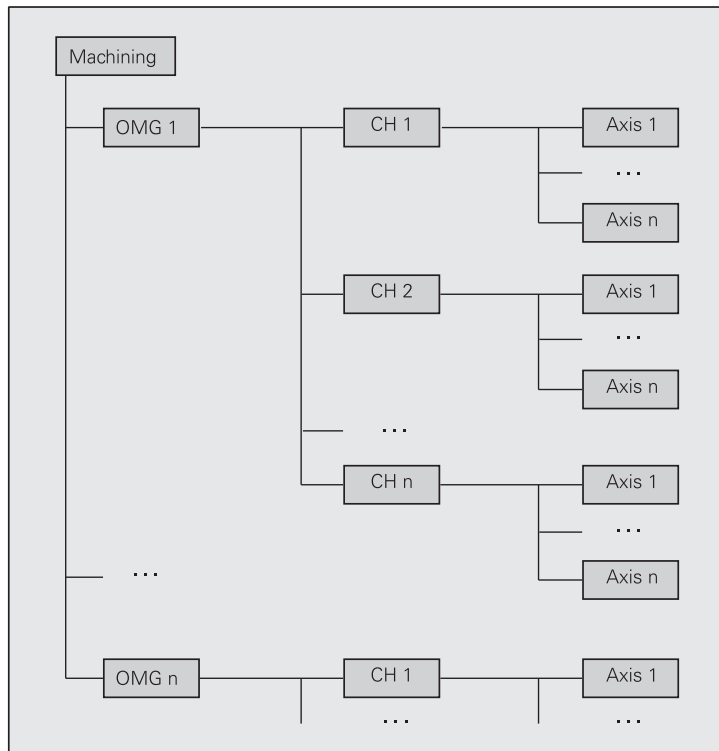 Machining
OMG 1 CH 1 Axis 1
...
Axis n
CH 2 Axis 1
...
Axis n
...
CH n Axis 1
...
Axis n
...
OMG n CH 1 Axis 1
... ...